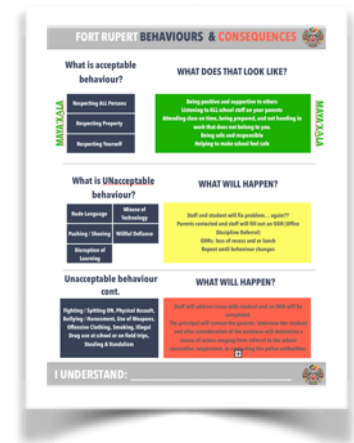 FORT RUPERT BEHAVIOURS & CONSEQUENCES
What is acceptable
behaviour?
WHAT DOES THAT LOOK LIKE?
MAYA'XALA
Respecting ALL Persons
Respecting Property
Respecting Yourself
Being positive and supportive to others
Listening to ALL school staff as your parents
Attending class on time, being prepared, and not handing in
work that does not belong to you.
Being safe and responsible
Helping to make school feel safe
MAYA'XALA
What is UNacceptable
behaviour?
WHAT WILL HAPPEN?
Rude Language
Misuse of
Technology
Pushing / Shoving
Willful Defiance
Disruption of
Learning
Staff and student will fix problem... again??
Parents contacted and staff will fill out an ODR (Office
Discipline Referral)
ODRs: loss of recess and or lunch
Repeat until behaviour changes
Unacceptable behaviour
cont.
WHAT WILL HAPPEN?
Fighting / Spitting ON, Physical Assault,
Bullying / Harassment, Use of Weapons,
Offensive Clothing, Smoking, Illegal
Drug use at school or on field trips,
Stealing & Vandalism
Staff will address issue with student and an ODR will be
completed.
The principal will contact the parents, interview the student
and after consideration of the evidence will determine a
course of action ranging from referral to the school
counsellor, suspension, or the police authorities.
I UNDERSTAND: